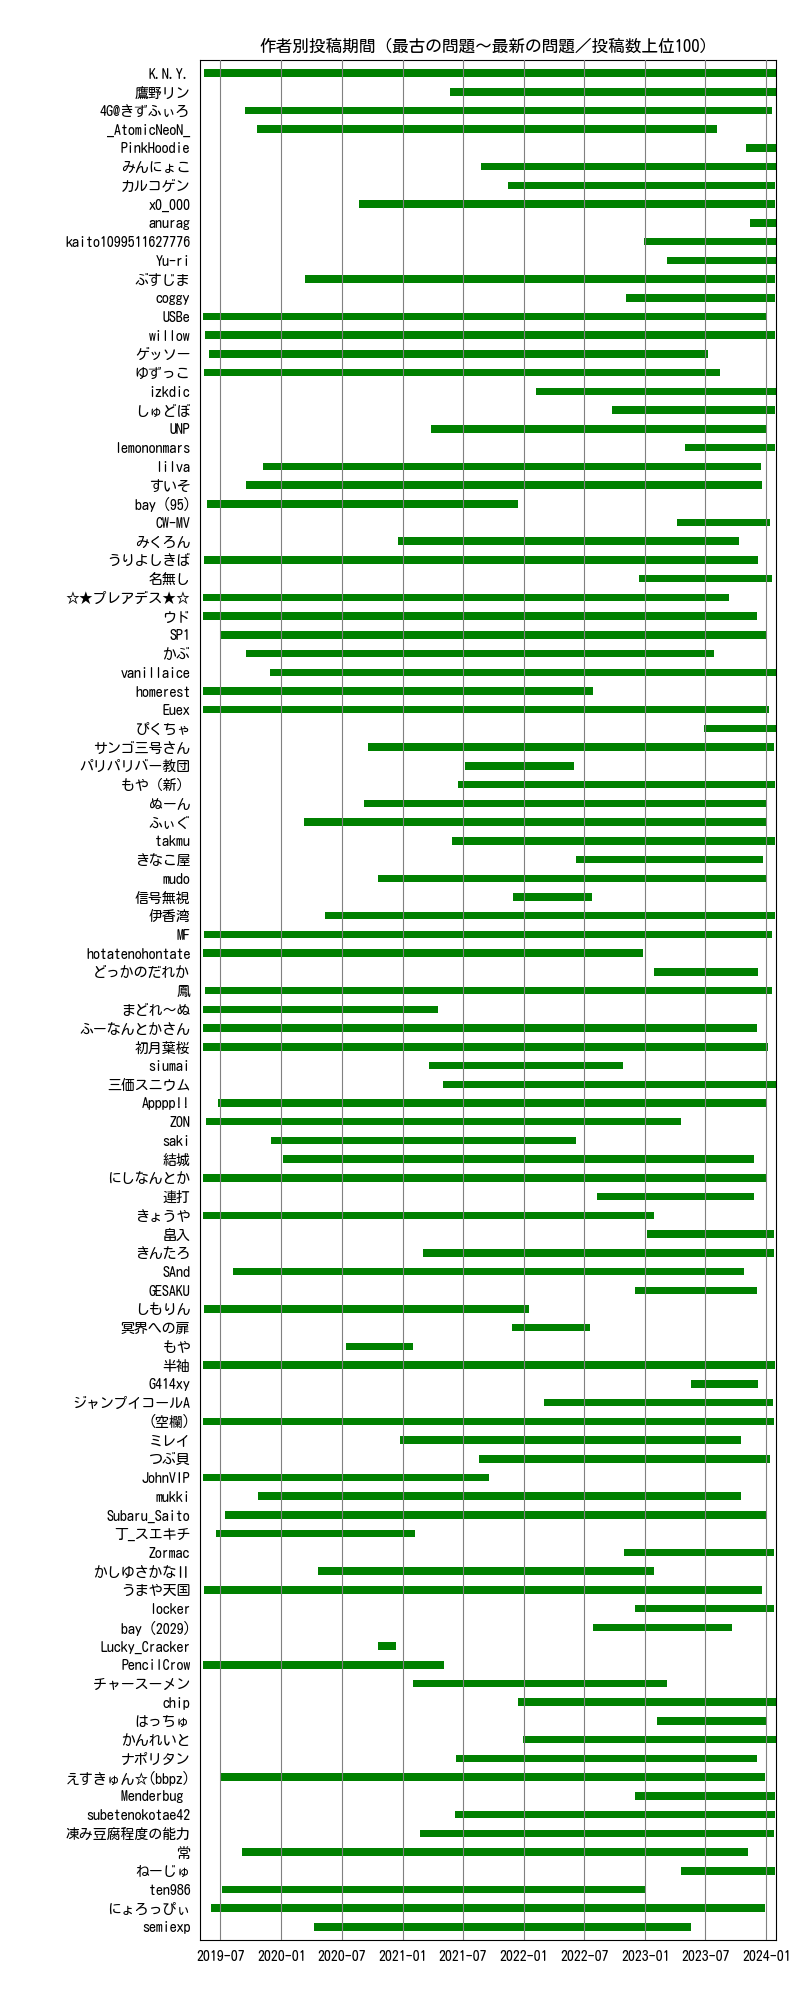 作者別投稿期間（最古の問題～最新の問題／投稿数上位100）
K.N.Y.
鷹野リン
4G@きずふぃろ
_AtomicNeoN_
PinkHoodie
みんにょこ
カルコゲン
x0_000
anurag
kaito1099511627776
Yu-ri
ぶすじま
coggy
USBe
willow
ゲッソー
ゆずっこ
izkdic
しゅどぼ
UNP
lemononmars
lilva
すいそ
bay (95)
CW-MV
みくろん
うりよしきば
名無し
☆★プレアデス★☆
ウド
SP1
かぶ
vanillaice
homerest
Euex
ぴくちゃ
サンゴ三号さん
パリパリバー教団
もや（新）
ぬーん
ふぃぐ
takmu
きなこ屋
mudo
信号無視
伊香湾
MF
hotatenohontate
どっかのだれか
鳳
まどれ～ぬ
ふーなんとかさん
初月葉桜
siumai
三価スニウム
Appppll
ZON
saki
結城
にしなんとか
連打
きょうや
畠入
きんたろ
SAnd
GESAKU
しもりん
冥界への扉
もや
半袖
G414xy
ジャンプイコールA
(空欄)
ミレイ
つぶ貝
JohnVIP
mukki
Subaru_Saito
丁_スエキチ
Zormac
かしゆさかなII
うまや天国
locker
bay (2029)
Lucky_Cracker
PencilCrow
チャースーメン
chip
はっちゅ
かんれいと
ナポリタン
えすきゅん☆(bbpz)
Menderbug
subetenokotae42
凍み豆腐程度の能力
常
ねーじゅ
ten986
にょろっぴぃ
semiexp
2019-07 2020-01 2020-07 2021-01 2021-07 2022-01 2022-07 2023-01 2023-07 2024-01